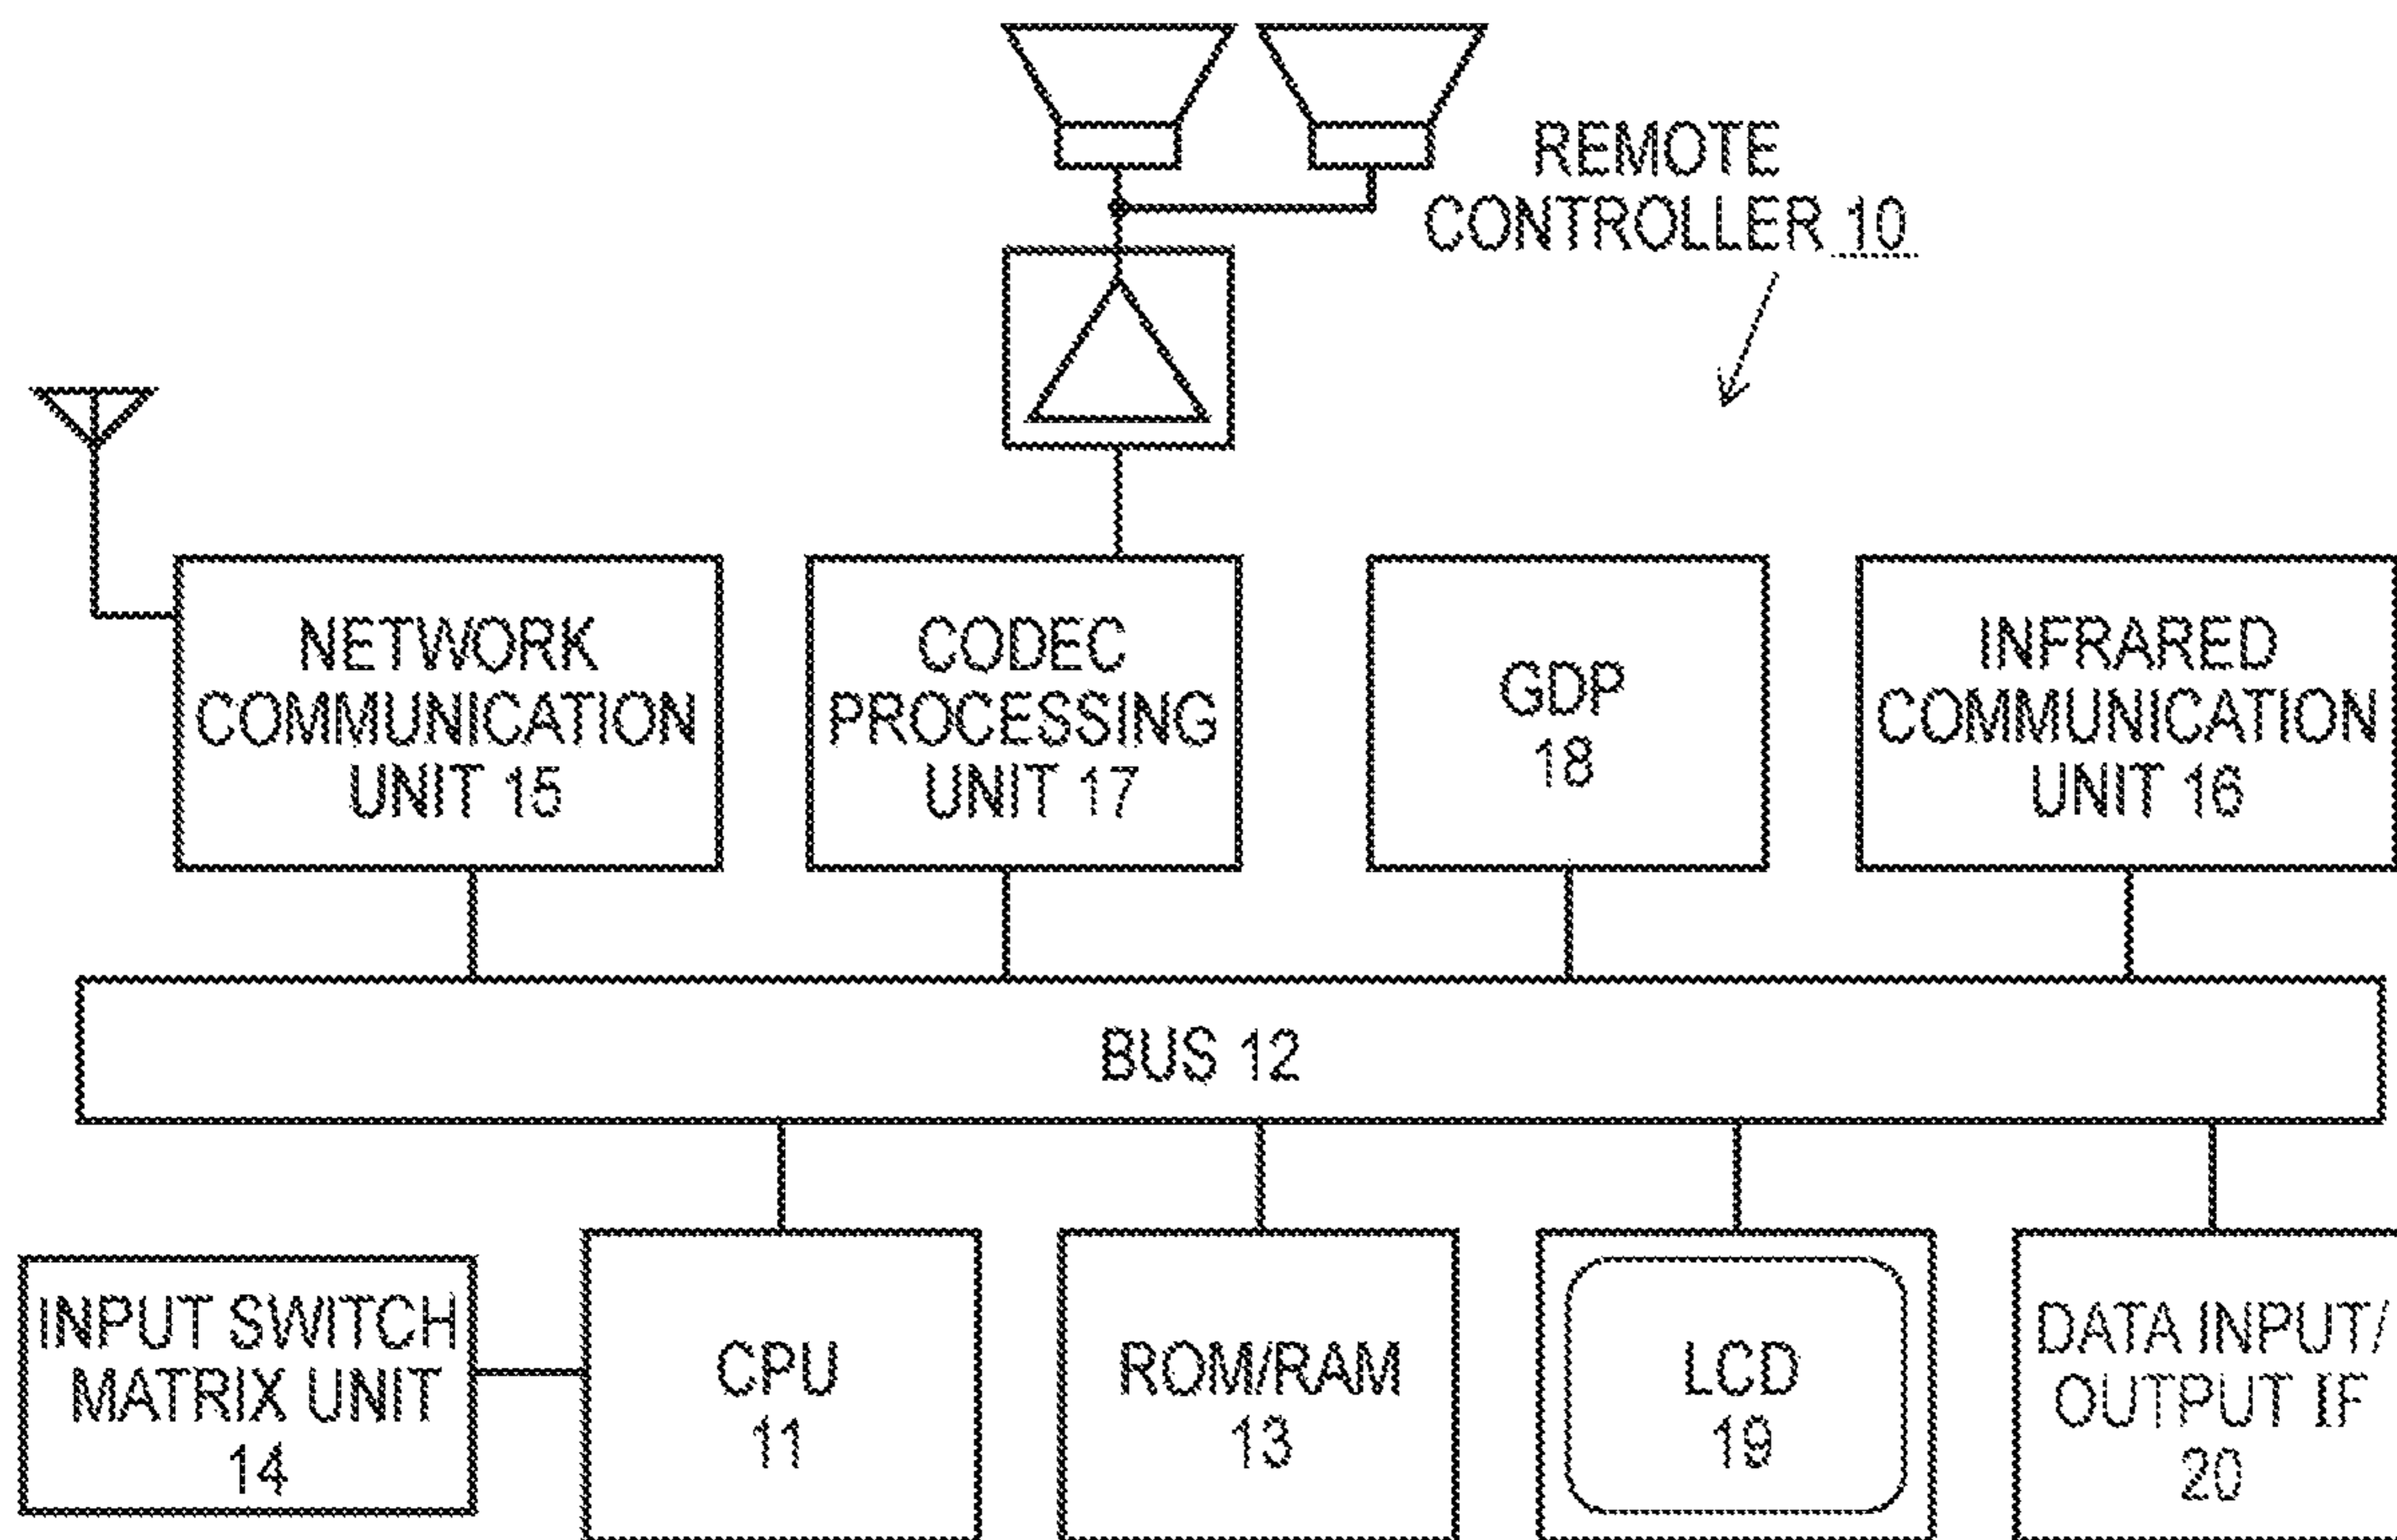 REMOTE
CONTROLLER 10
NETWORK
COMMUNICATION
UNIT 15
CODEC
PROCESSING
UNIT 17
GDP
18
INFRARED
COMMUNICATION
UNIT 16
BUS 12
INPUT SWITCH
MATRIX UNIT
14
CPU
11
ROM/RAM
13
LCD
19
DATA INPUT/
OUTPUT IF
20